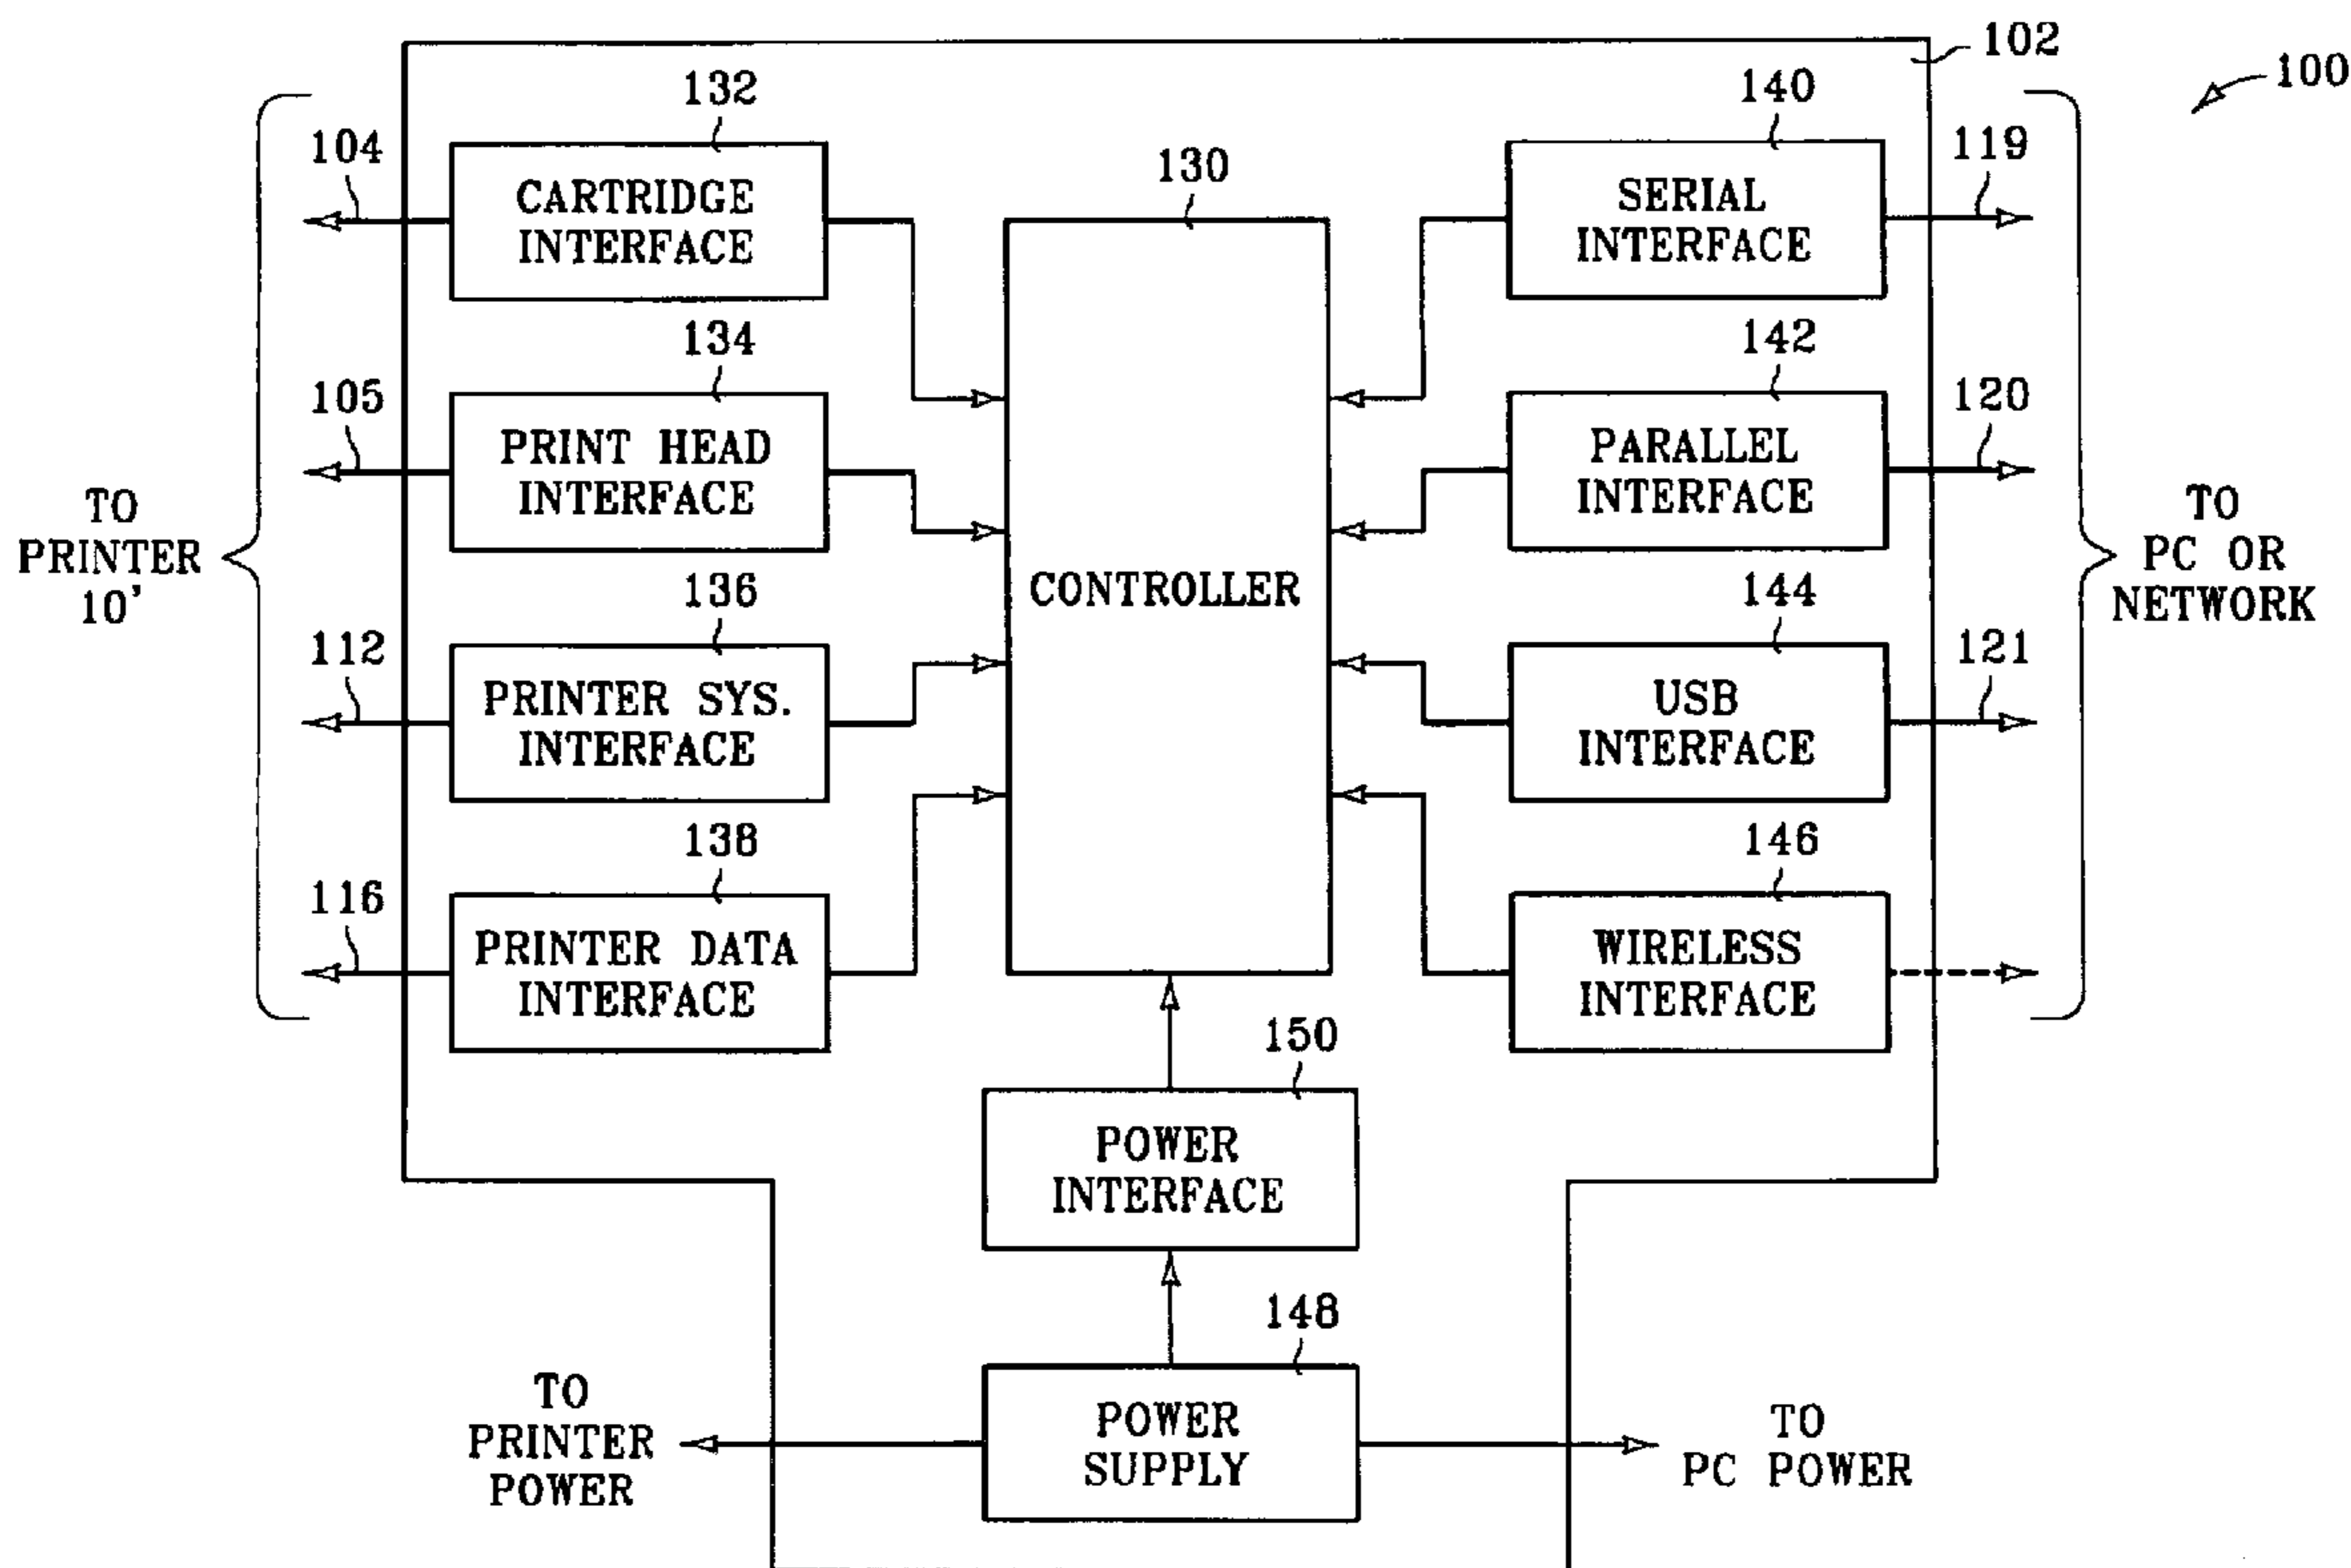 102
100
132
140
104
130
119
CARTRIDGE
INTERFACE
SERIAL
INTERFACE
134
142
105
120
PRINT HEAD
INTERFACE
PARALLEL
INTERFACE
TO
PRINTER
10'
CONTROLLER
TO
PC OR
NETWORK
136
144
112
121
PRINTER SYS.
INTERFACE
USB
INTERFACE
138
146
116
PRINTER DATA
INTERFACE
WIRELESS
INTERFACE
150
POWER
INTERFACE
148
TO
PRINTER
POWER
POWER
SUPPLY
TO
PC POWER